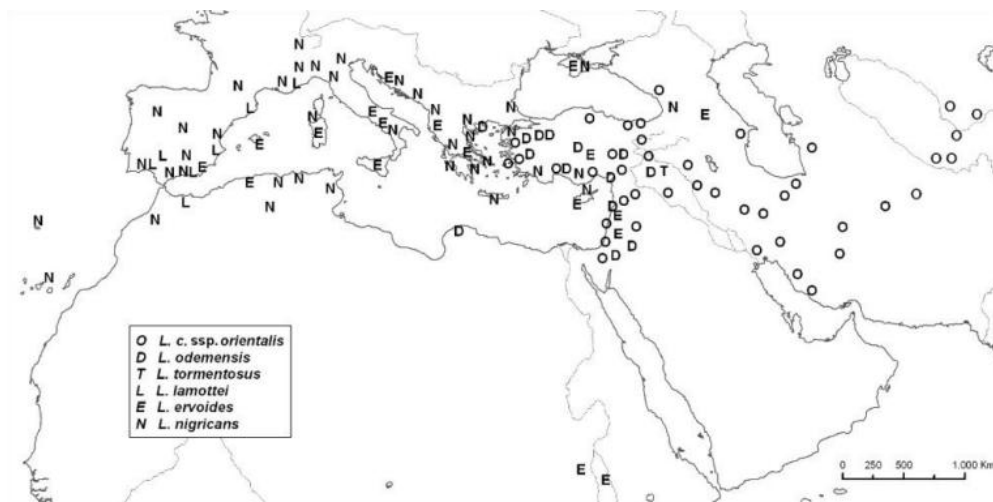 N
N N
N N E N
N E N
N N L N
O
N L E N N N O
N E O
N E E O
N N D O O
N E N N N D D D O O
E N O O
L N L E N E D E O D O O O
N L E E N N O O D O
N L N L N O D N E O D T
E N N N O O O
L N E D O O O O
N N D E O O O
N N D O E O O
O D O O
O D O
N O
O
O L. c. ssp. orientalis
D L. odemensis
T L. tormentosus
L L. lamottei
E L. ervoides
N L. nigricans
E E
0 250 500 1.000 Km